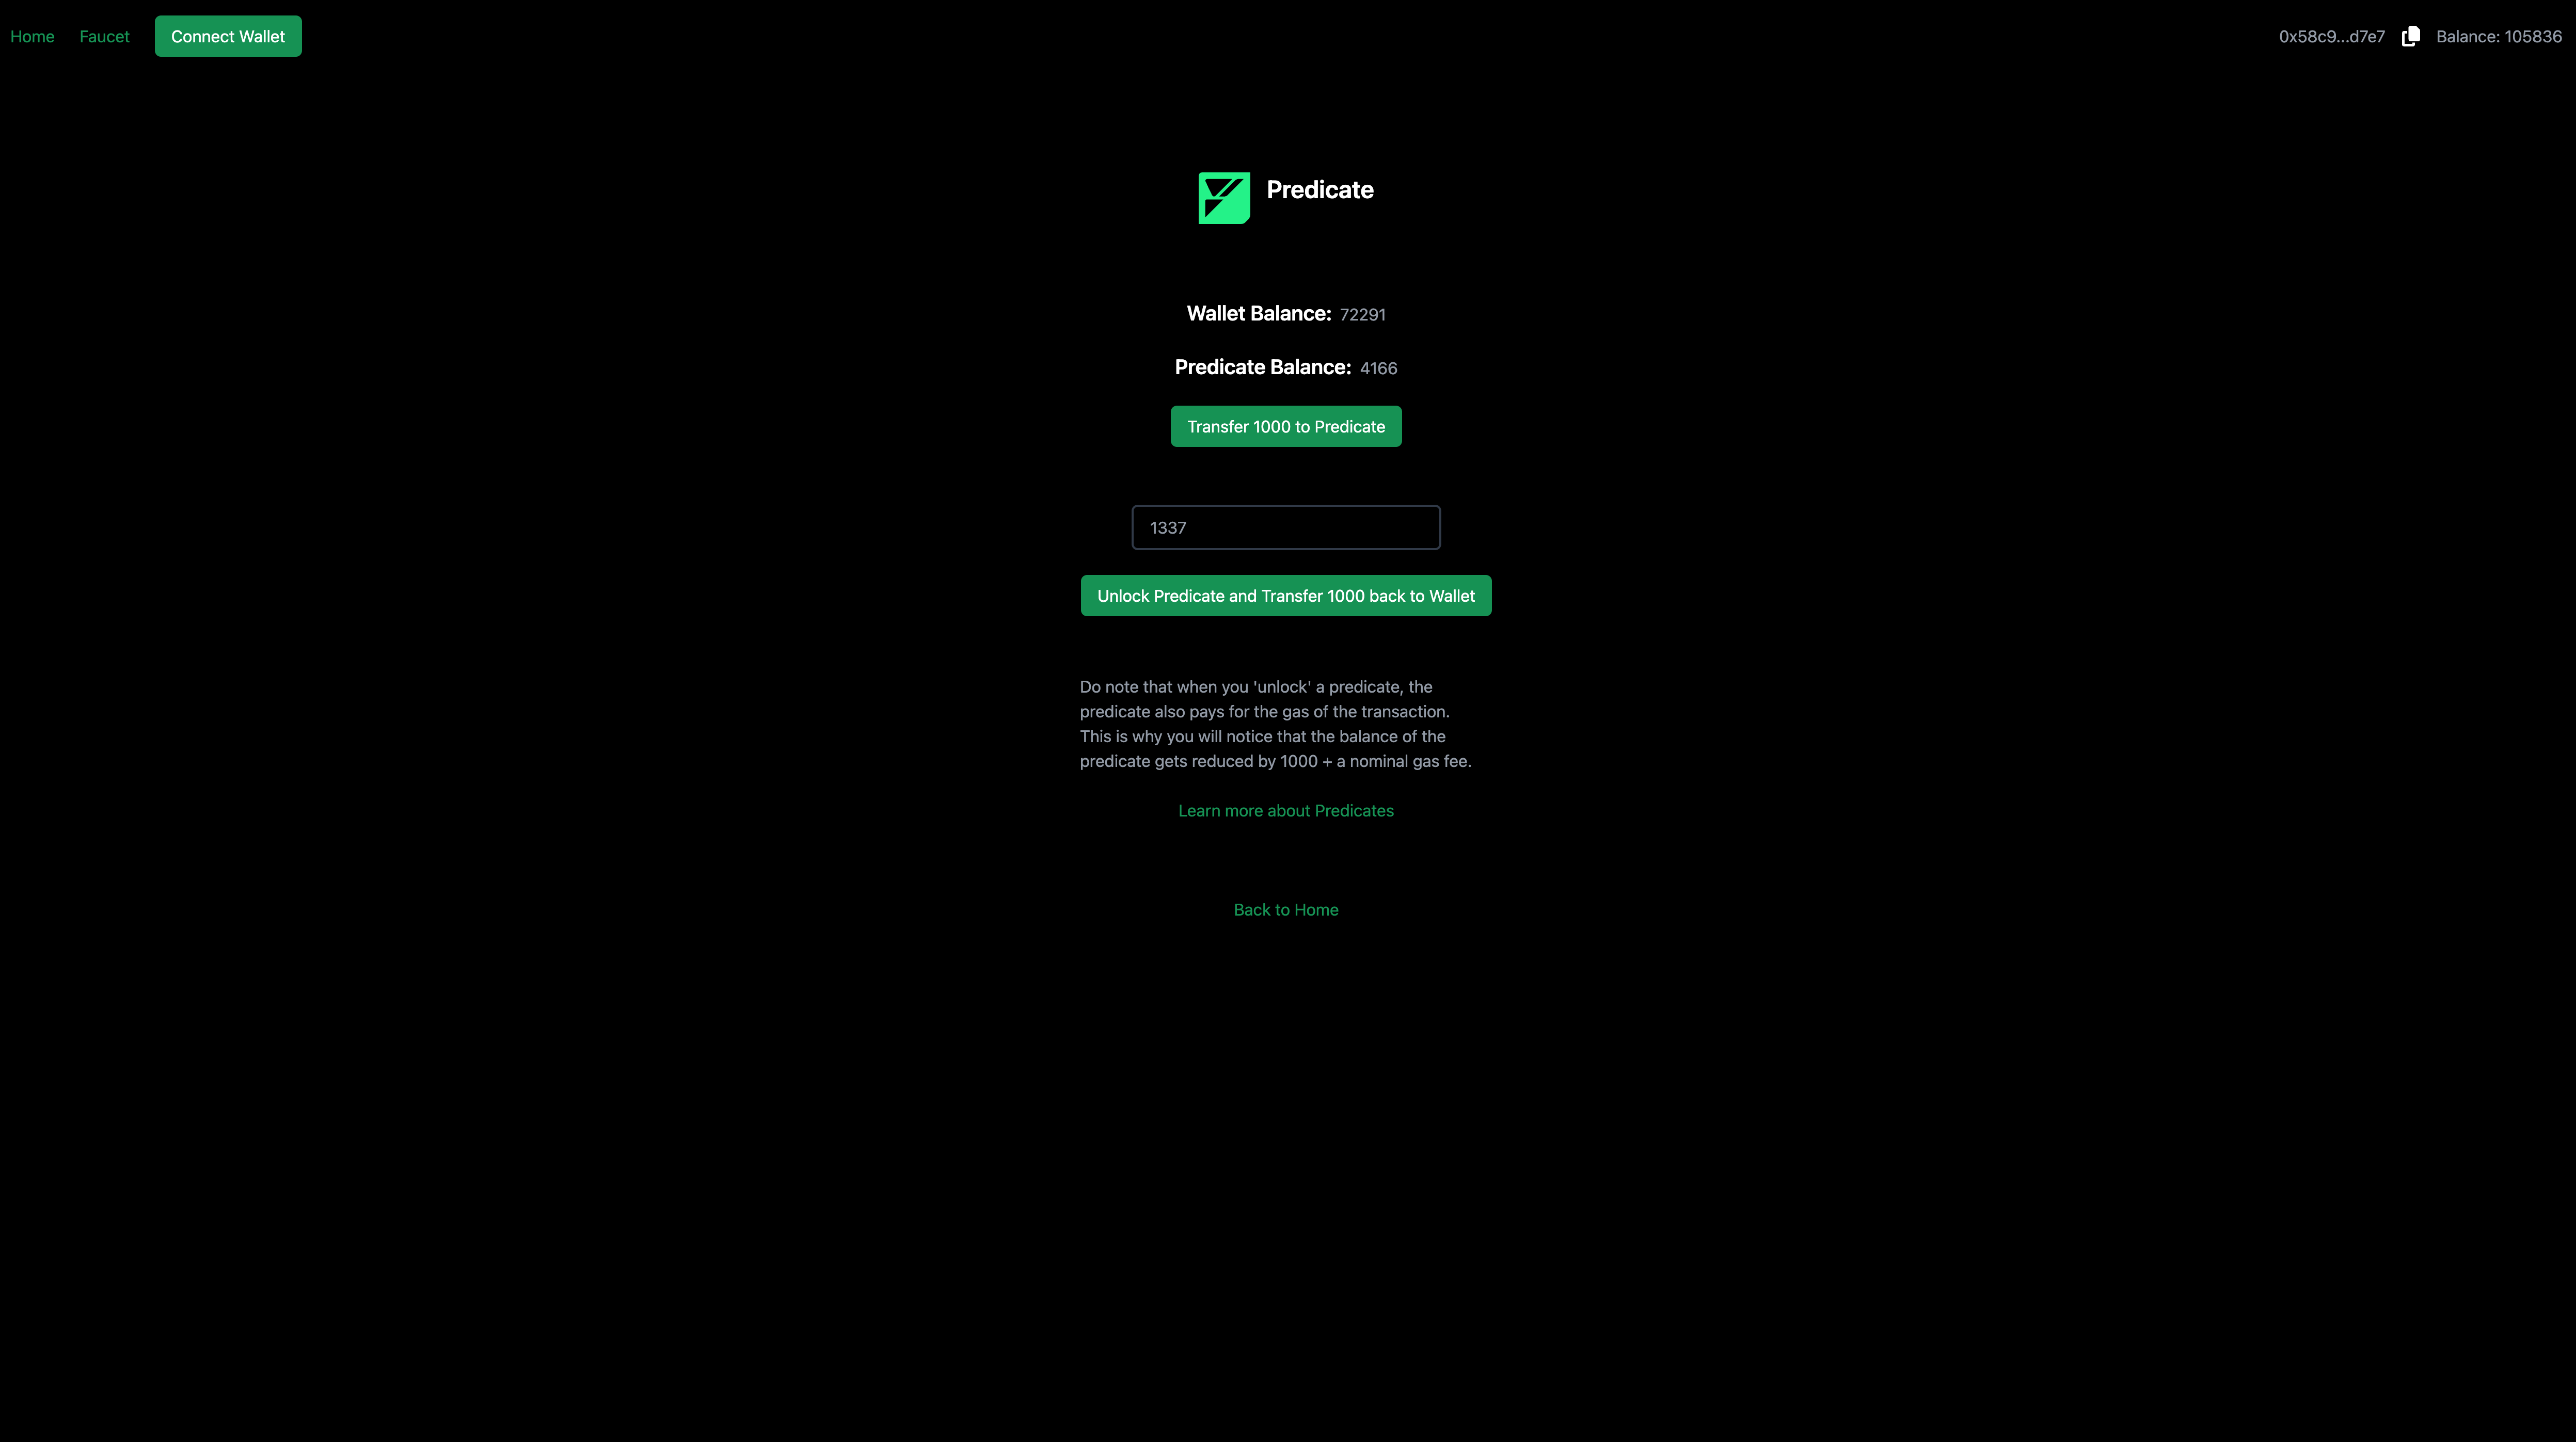 Home Faucet Connect Wallet 0x58c9...d7e7 Balance: 105836
Predicate
Wallet Balance: 72291
Predicate Balance: 4166
Transfer 1000 to Predicate
1337
Unlock Predicate and Transfer 1000 back to Wallet
Do note that when you 'unlock' a predicate, the
predicate also pays for the gas of the transaction.
This is why you will notice that the balance of the
predicate gets reduced by 1000 + a nominal gas fee.
Learn more about Predicates
Back to Home